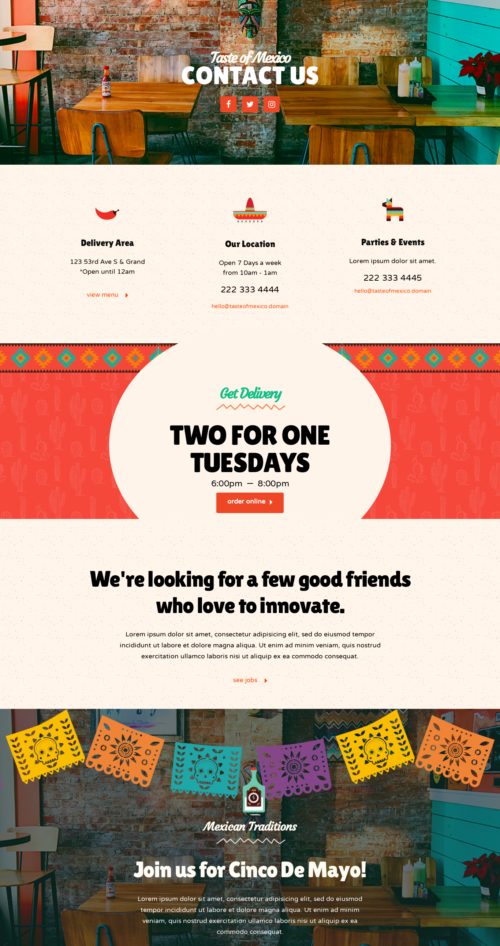 Taste of Mexico
CONTACT US
Delivery Area
123 53rd Ave S & Grand
*Open until 12am
view menu
Our Location
Open 7 Days a week
from 10am - 1am
222 333 4444
hello@tasteofmexico.domain
Parties & Events
Lorem ipsum dolor sit amet.
222 333 4445
hello@tasteofmexico.domain
Get Delivery
TWO FOR ONE
TUESDAYS
6:00pm — 8:00pm
order online
We're looking for a few good friends
who love to innovate.
Lorem ipsum dolor sit amet, consectetur adipisicing elit, sed do eiusmod tempor
incididunt ut labore et dolore magna aliqua. Ut enim ad minim veniam, quis nostrud
exercitation ullamco laboris nisi ut aliquip ex ea commodo consequat.
see jobs
Mexican Traditions
Join us for Cinco De Mayo!
Lorem ipsum dolor sit amet, consectetur adipisicing elit, sed do eiusmod
tempor incididunt ut labore et dolore magna aliqua. Ut enim ad minim
veniam, quis nostrud exercitation ullamco laboris nisi ut aliquip ex ea
commodo consequat.